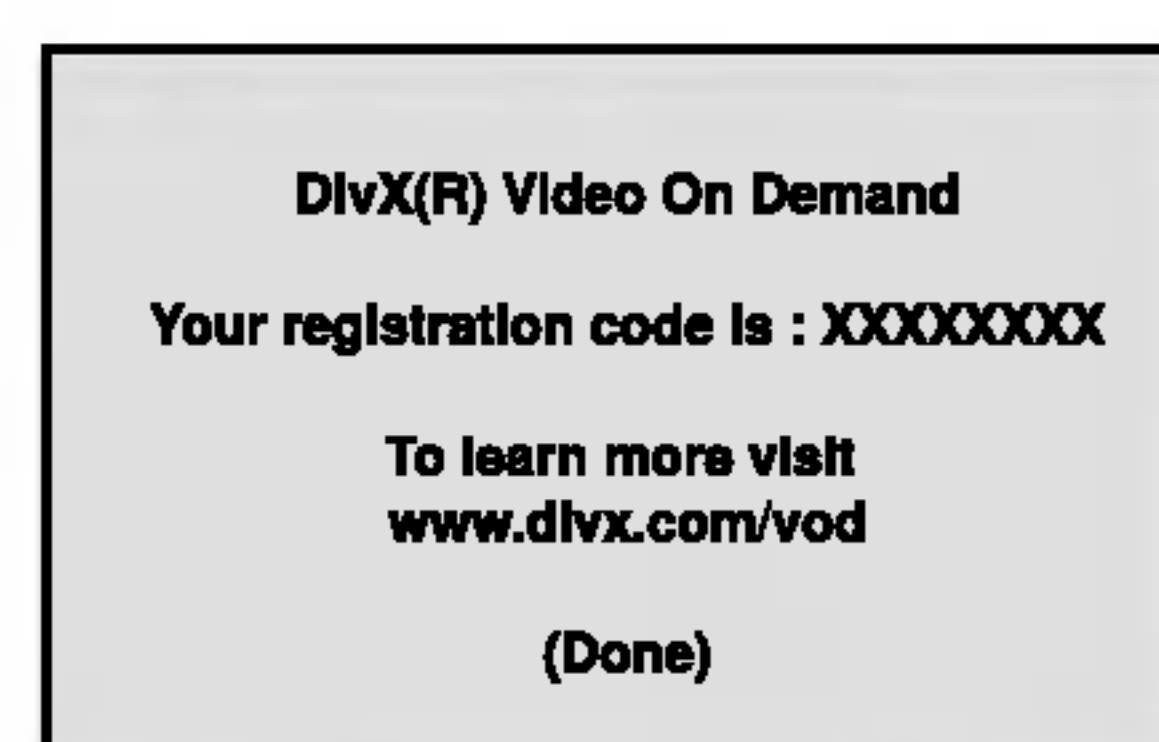 DivX(R) Video On Demand
Your registration code is : XXXXXXXX
To learn more visit
www.divx.com/vod
(Done)